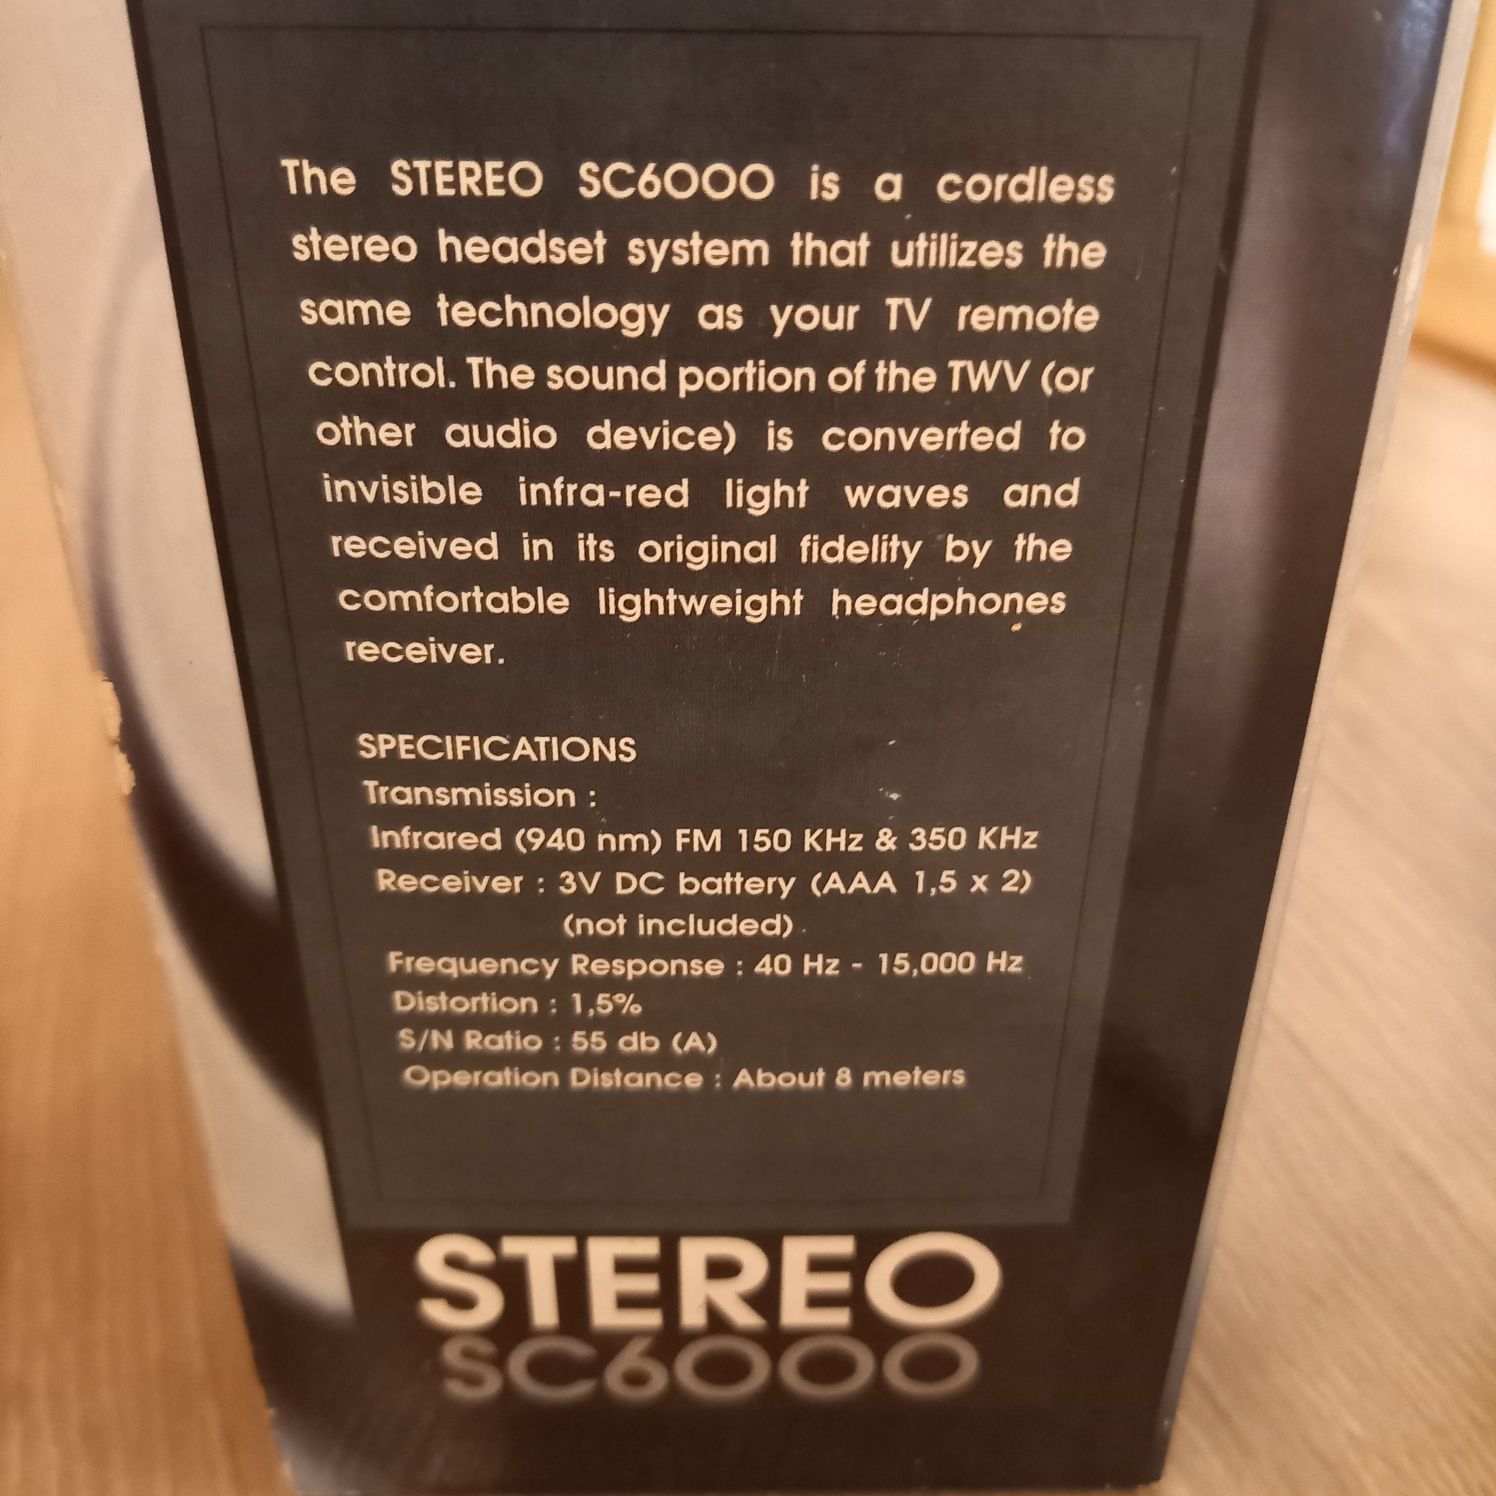 The STEREO SC6000 is a cordless
stereo headset system that utilizes the
same technology as your TV remote
control. The sound portion of the TWV (or
other audio device) is converted to
invisible infra-red light waves and
received in its original fidelity by the
comfortable lightweight headphones
receiver.
SPECIFICATIONS
Transmission :
Infrared (940 nm) FM 150 KHz & 350 KHz
Receiver : 3V DC battery (AAA 1,5 x 2)
(not included)
Frequency Response : 40 Hz - 15,000 Hz
Distortion : 1,5%
S/N Ratio : 55 db (A)
Operation Distance : About 8 meters
STEREO
SC6000